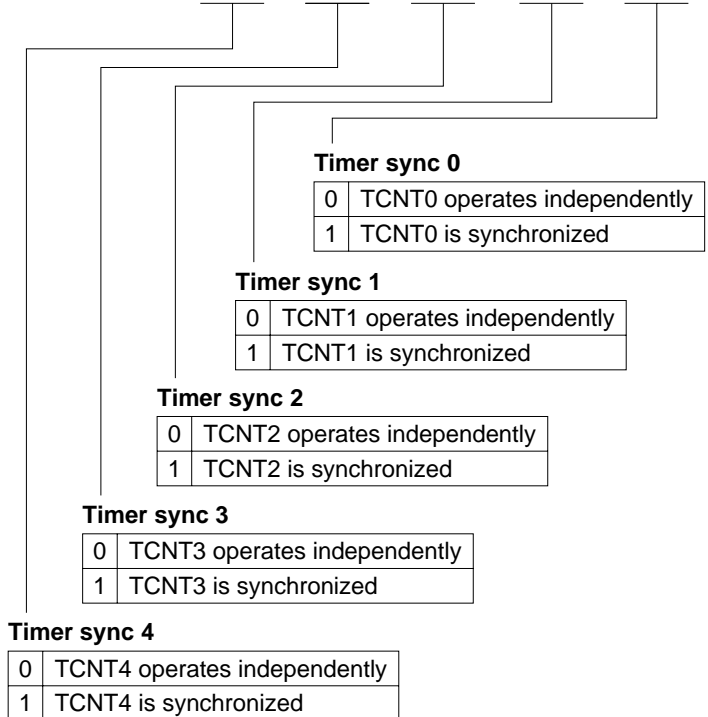 Timer sync 0
0 TCNT0 operates independently
1 TCNT0 is synchronized
Timer sync 1
0 TCNT1 operates independently
1 TCNT1 is synchronized
Timer sync 2
0 TCNT2 operates independently
1 TCNT2 is synchronized
Timer sync 3
0 TCNT3 operates independently
1 TCNT3 is synchronized
Timer sync 4
0 TCNT4 operates independently
1 TCNT4 is synchronized